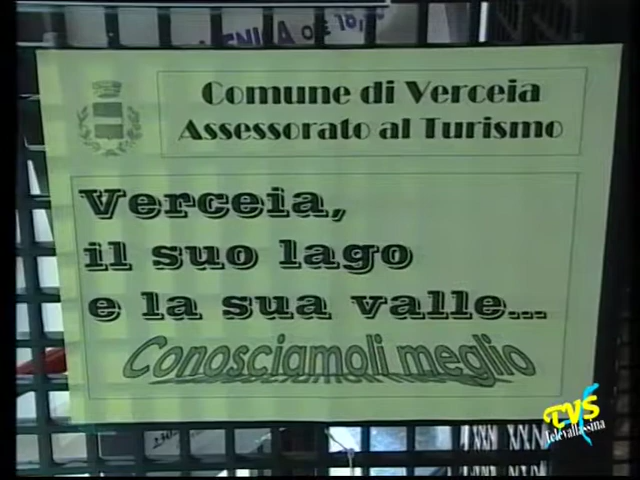 Comune di Verceia
Assessorato al Turismo
Verceia,
il suo lago
e la sua valle...
Conosciamoli meglio
TVS
televallassina